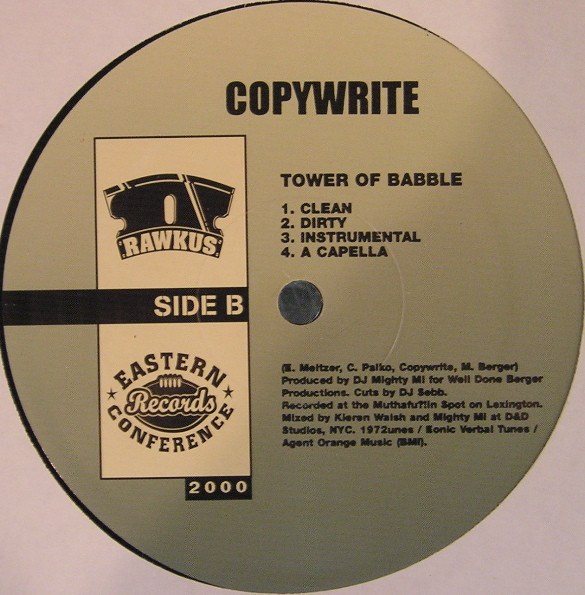 COPYWRITE
TOWER OF BABBLE
1. CLEAN
2. DIRTY
3. INSTRUMENTAL
4. A CAPELLA
RAWKUS
SIDE B
EASTERN
Records
CONFERENCE
2000
(E. Meltzer, C. Palko, Copywrite, M. Berger)
Produced by DJ Mighty Mi for Well Done Berger
Productions. Cuts by DJ Sebb.
Recorded at the Muthafuflin Spot on Lexington.
Mixed by Kieran Walsh and Mighty Mi at D&D
Studios, NYC. 1972unes / Eonic Verbal Tunes /
Agent Orange Music (BMI).